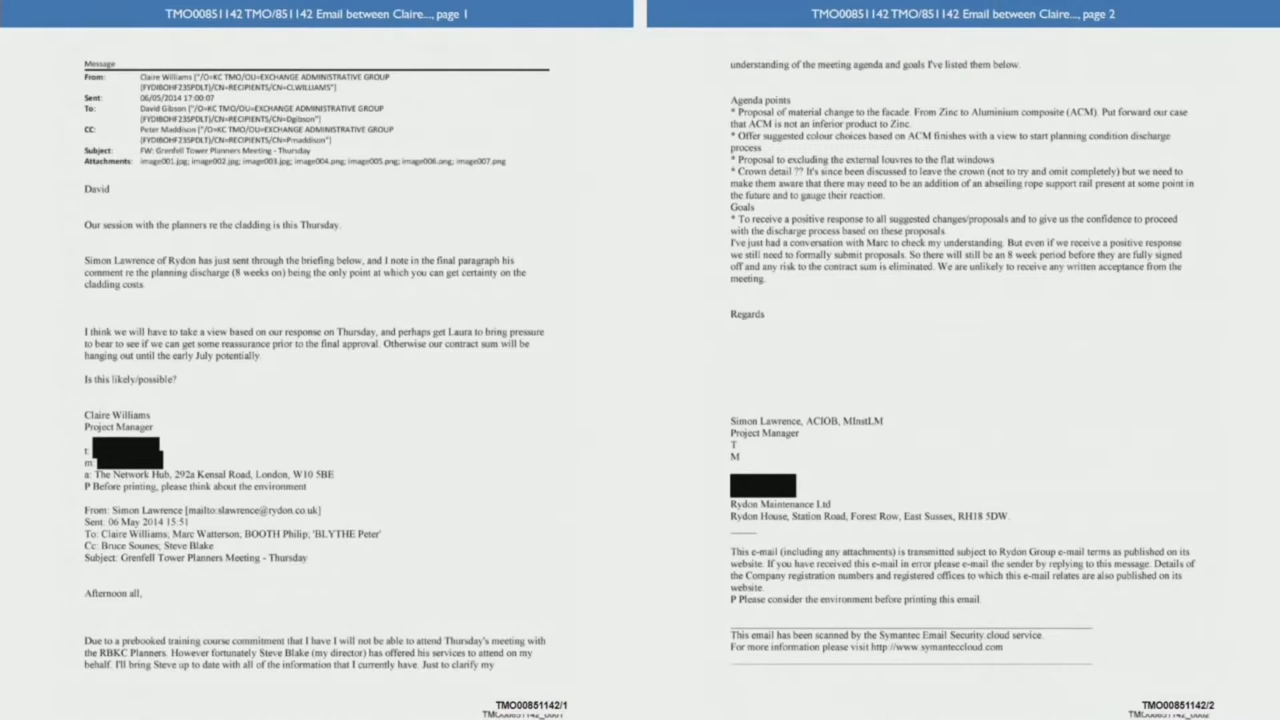 TMO00851142 TMO/851142 Email between Claire..., page 1
Message
From: Claire Williams ["/O=KC TMO/OU=EXCHANGE ADMINISTRATIVE GROUP
(FYDIBOHF23SPDLT)/CN=RECIPIENTS/CN=CLWILLIAMS"]
Sent: 06/05/2014 17:00:07
To: David Gibson ["/O=KC TMO/OU=EXCHANGE ADMINISTRATIVE GROUP
(FYDIBOHF23SPDLT)/CN=RECIPIENTS/CN=Dgibson"]
CC: Peter Maddison ["/O=KC TMO/OU=EXCHANGE ADMINISTRATIVE GROUP
(FYDIBOHF23SPDLT)/CN=RECIPIENTS/CN=Pmaddison"]
Subject: FW: Grenfell Tower Planners Meeting - Thursday
Attachments: image001.jpg; image002.jpg; image003.jpg; image004.png; image005.png; image006.png; image007.png
David
Our session with the planners re the cladding is this Thursday.
Simon Lawrence of Rydon has just sent through the briefing below, and I note in the final paragraph his
comment re the planning discharge (8 weeks on) being the only point at which you can get certainty on the
cladding costs.
I think we will have to take a view based on our response on Thursday, and perhaps get Laura to bring pressure
to bear to see if we can get some reassurance prior to the final approval. Otherwise our contract sum will be
hanging out until the early July potentially.
Is this likely/possible?
Claire Williams
Project Manager
t:
m:
a: The Network Hub, 292a Kensal Road, London, W10 5BE
P Before printing, please think about the environment
From: Simon Lawrence [mailto:slawrence@rydon.co.uk]
Sent: 06 May 2014 15:51
To: Claire Williams; Marc Watterson; BOOTH Philip; 'BLYTHE Peter'
Cc: Bruce Sounes; Steve Blake
Subject: Grenfell Tower Planners Meeting - Thursday
Afternoon all,
Due to a prebooked training course commitment that I have I will not be able to attend Thursday's meeting with
the RBKC Planners. However fortunately Steve Blake (my director) has offered his services to attend on my
behalf. I'll bring Steve up to date with all of the information that I currently have. Just to clarify my
TMO00851142/1
TMO00851142_0001
TMO00851142 TMO/851142 Email between Claire..., page 2
understanding of the meeting agenda and goals I've listed them below.
Agenda points
* Proposal of material change to the facade. From Zinc to Aluminium composite (ACM). Put forward our case
that ACM is not an inferior product to Zinc.
* Offer suggested colour choices based on ACM finishes with a view to start planning condition discharge
process
* Proposal to excluding the external louvres to the flat windows
* Crown detail ?? It's since been discussed to leave the crown (not to try and omit completely) but we need to
make them aware that there may need to be an addition of an abseiling rope support rail present at some point in
the future and to gauge their reaction.
Goals
* To receive a positive response to all suggested changes/proposals and to give us the confidence to proceed
with the discharge process based on these proposals.
I've just had a conversation with Marc to check my understanding. But even if we receive a positive response
we still need to formally submit proposals. So there will still be an 8 week period before they are fully signed
off and any risk to the contract sum is eliminated. We are unlikely to receive any written acceptance from the
meeting.
Regards
Simon Lawrence, ACIOB, MInstLM
Project Manager
T
M
Rydon Maintenance Ltd
Rydon House, Station Road, Forest Row, East Sussex, RH18 5DW.
This e-mail (including any attachments) is transmitted subject to Rydon Group e-mail terms as published on its
website. If you have received this e-mail in error please e-mail the sender by replying to this message. Details of
the Company registration numbers and registered offices to which this e-mail relates are also published on its
website.
P Please consider the environment before printing this email
This email has been scanned by the Symantec Email Security.cloud service.
For more information please visit http://www.symanteccloud.com
TMO00851142/2
TMO00851142_0002